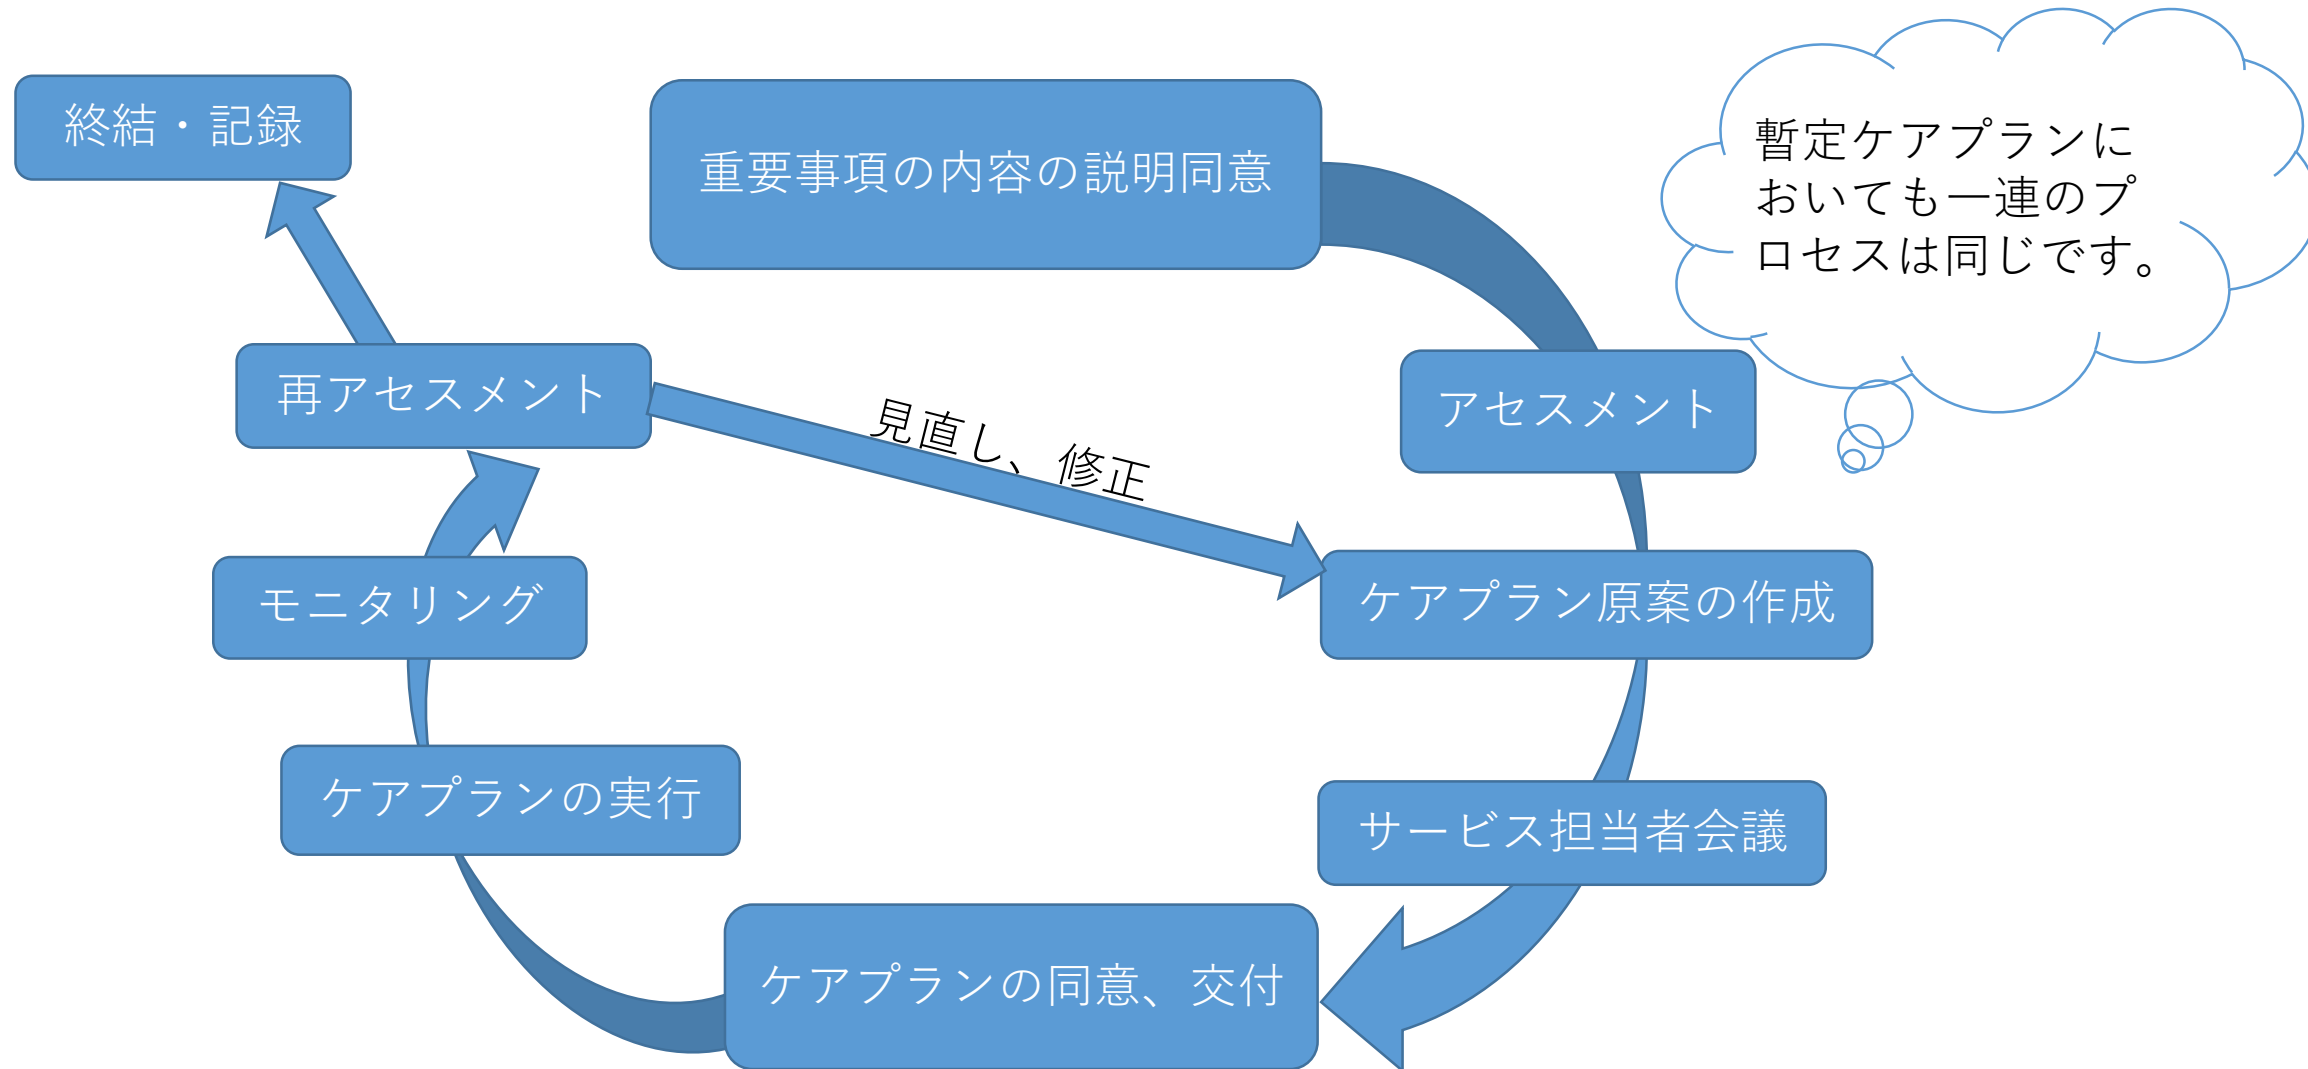 終結・記録
重要事項の内容の説明同意
暫定ケアプランに
おいても一連のプ
ロセスは同じです。
再アセスメント
見直し、修正
アセスメント
モニタリング
ケアプラン原案の作成
ケアプランの実行
サービス担当者会議
ケアプランの同意、交付